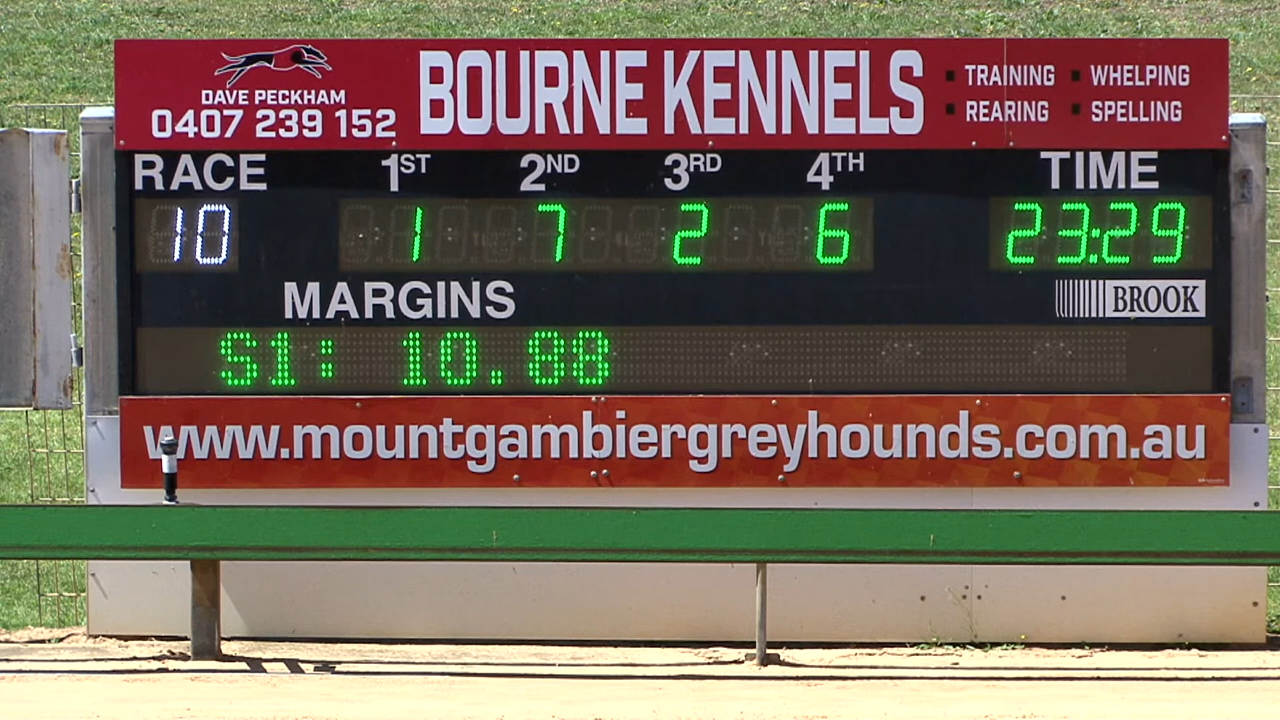 DAVE PECKHAM
0407 239 152
BOURNE KENNELS
TRAINING
WHELPING
REARING
SPELLING
RACE 1ST 2ND 3RD 4TH TIME
10 1 7 2 6 23:29
MARGINS
BROOK
S1: 10.88
www.mountgambiergreyhounds.com.au